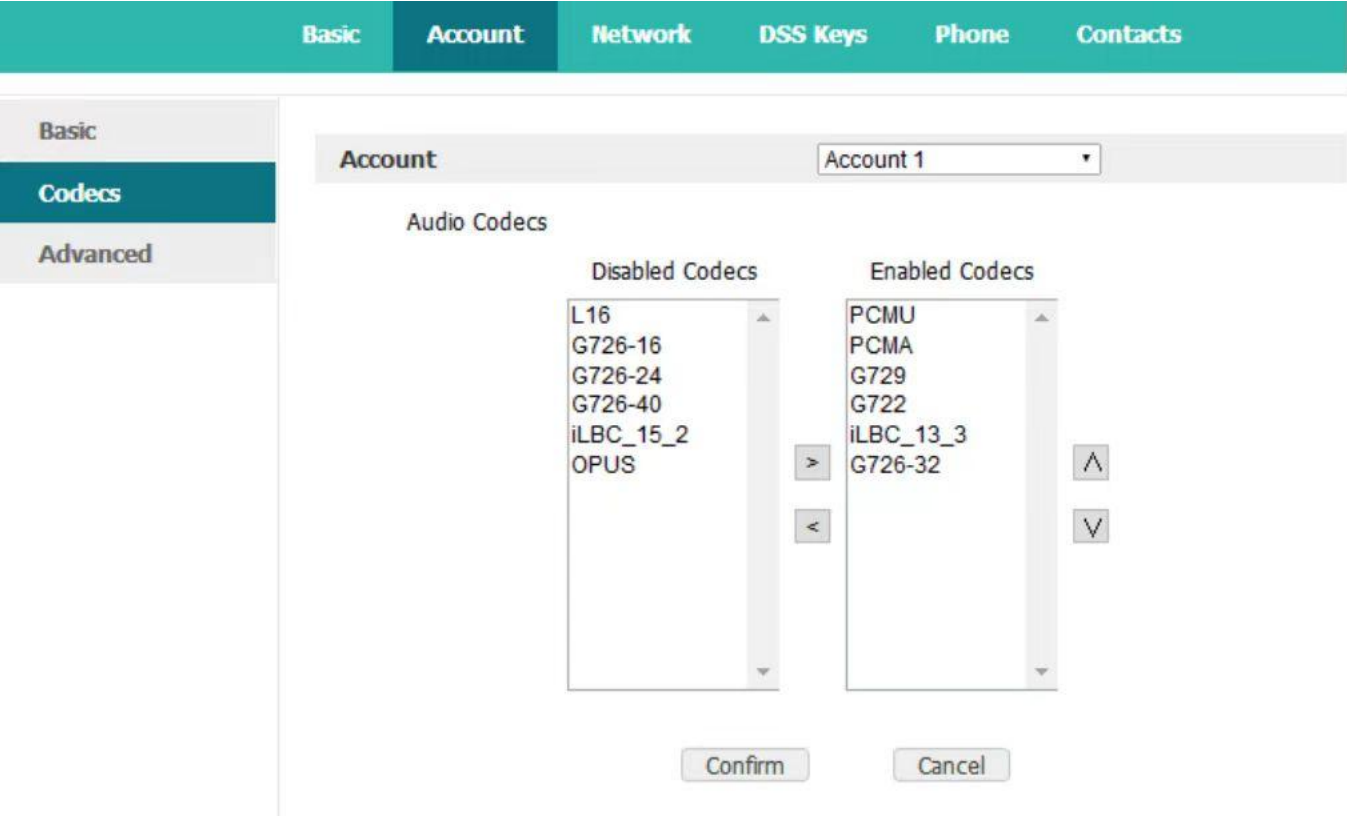 Basic Account Network DSS Keys Phone Contacts
Basic
Codecs
Advanced
Account Account 1
Audio Codecs
Disabled Codecs Enabled Codecs
L16 PCMU
G726-16 PCMA
G726-24 G729
G726-40 G722
iLBC_15_2 iLBC_13_3
OPUS > G726-32 Λ
< V
Confirm Cancel